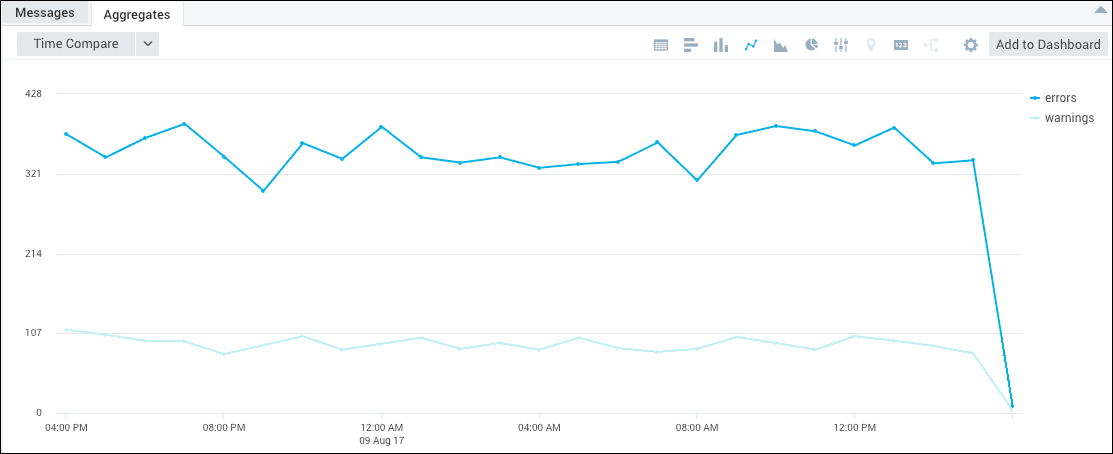 Messages
Aggregates
Time Compare
123
Add to Dashboard
428
321
214
107
0
errors
warnings
04:00 PM
08:00 PM
12:00 AM
09 Aug 17
04:00 AM
08:00 AM
12:00 PM